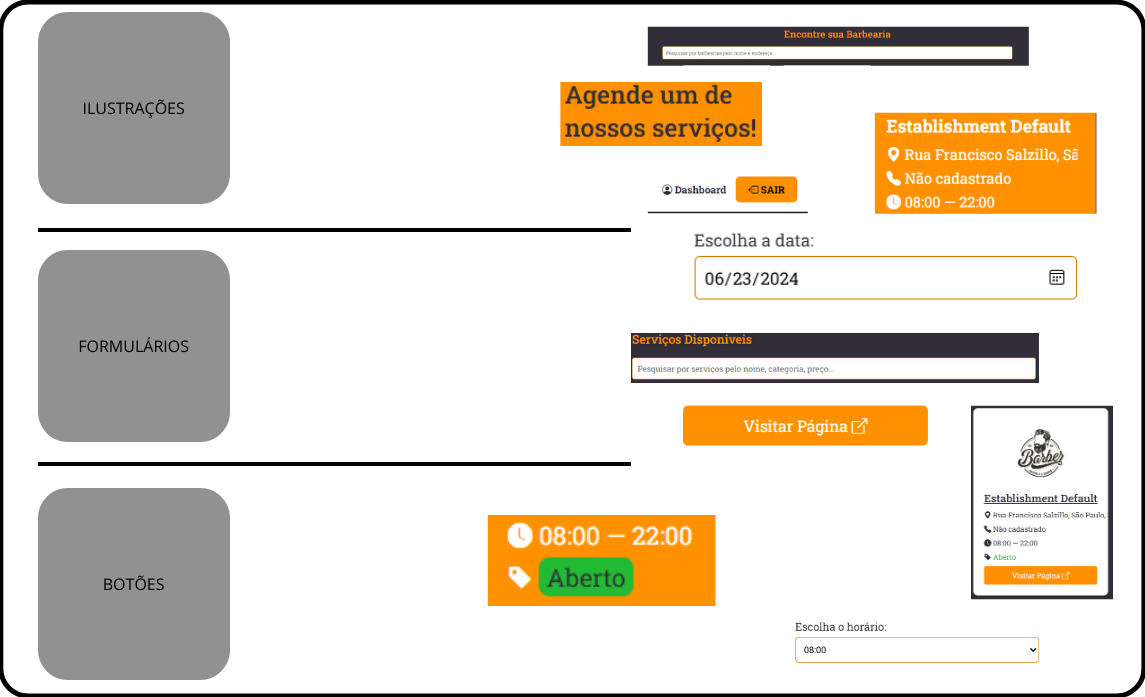 ILUSTRAÇÕES
Encontre sua Barbearia
Pesquisar por barbearias pelo nome e endereço...
Agende um de
nossos serviços!
Establishment Default
Rua Francisco Salzillo, Sã
Não cadastrado
08:00 — 22:00
Dashboard
SAIR
Escolha a data:
06/23/2024
FORMULÁRIOS
Serviços Disponíveis
Pesquisar por serviços pelo nome, categoria, preço...
Visitar Página
Barber
Establishment Default
Rua Francisco Salzillo, São Paulo,
Não cadastrado
08:00 — 22:00
Aberto
Visitar Página
BOTÕES
08:00 — 22:00
Aberto
Escolha o horário:
08:00